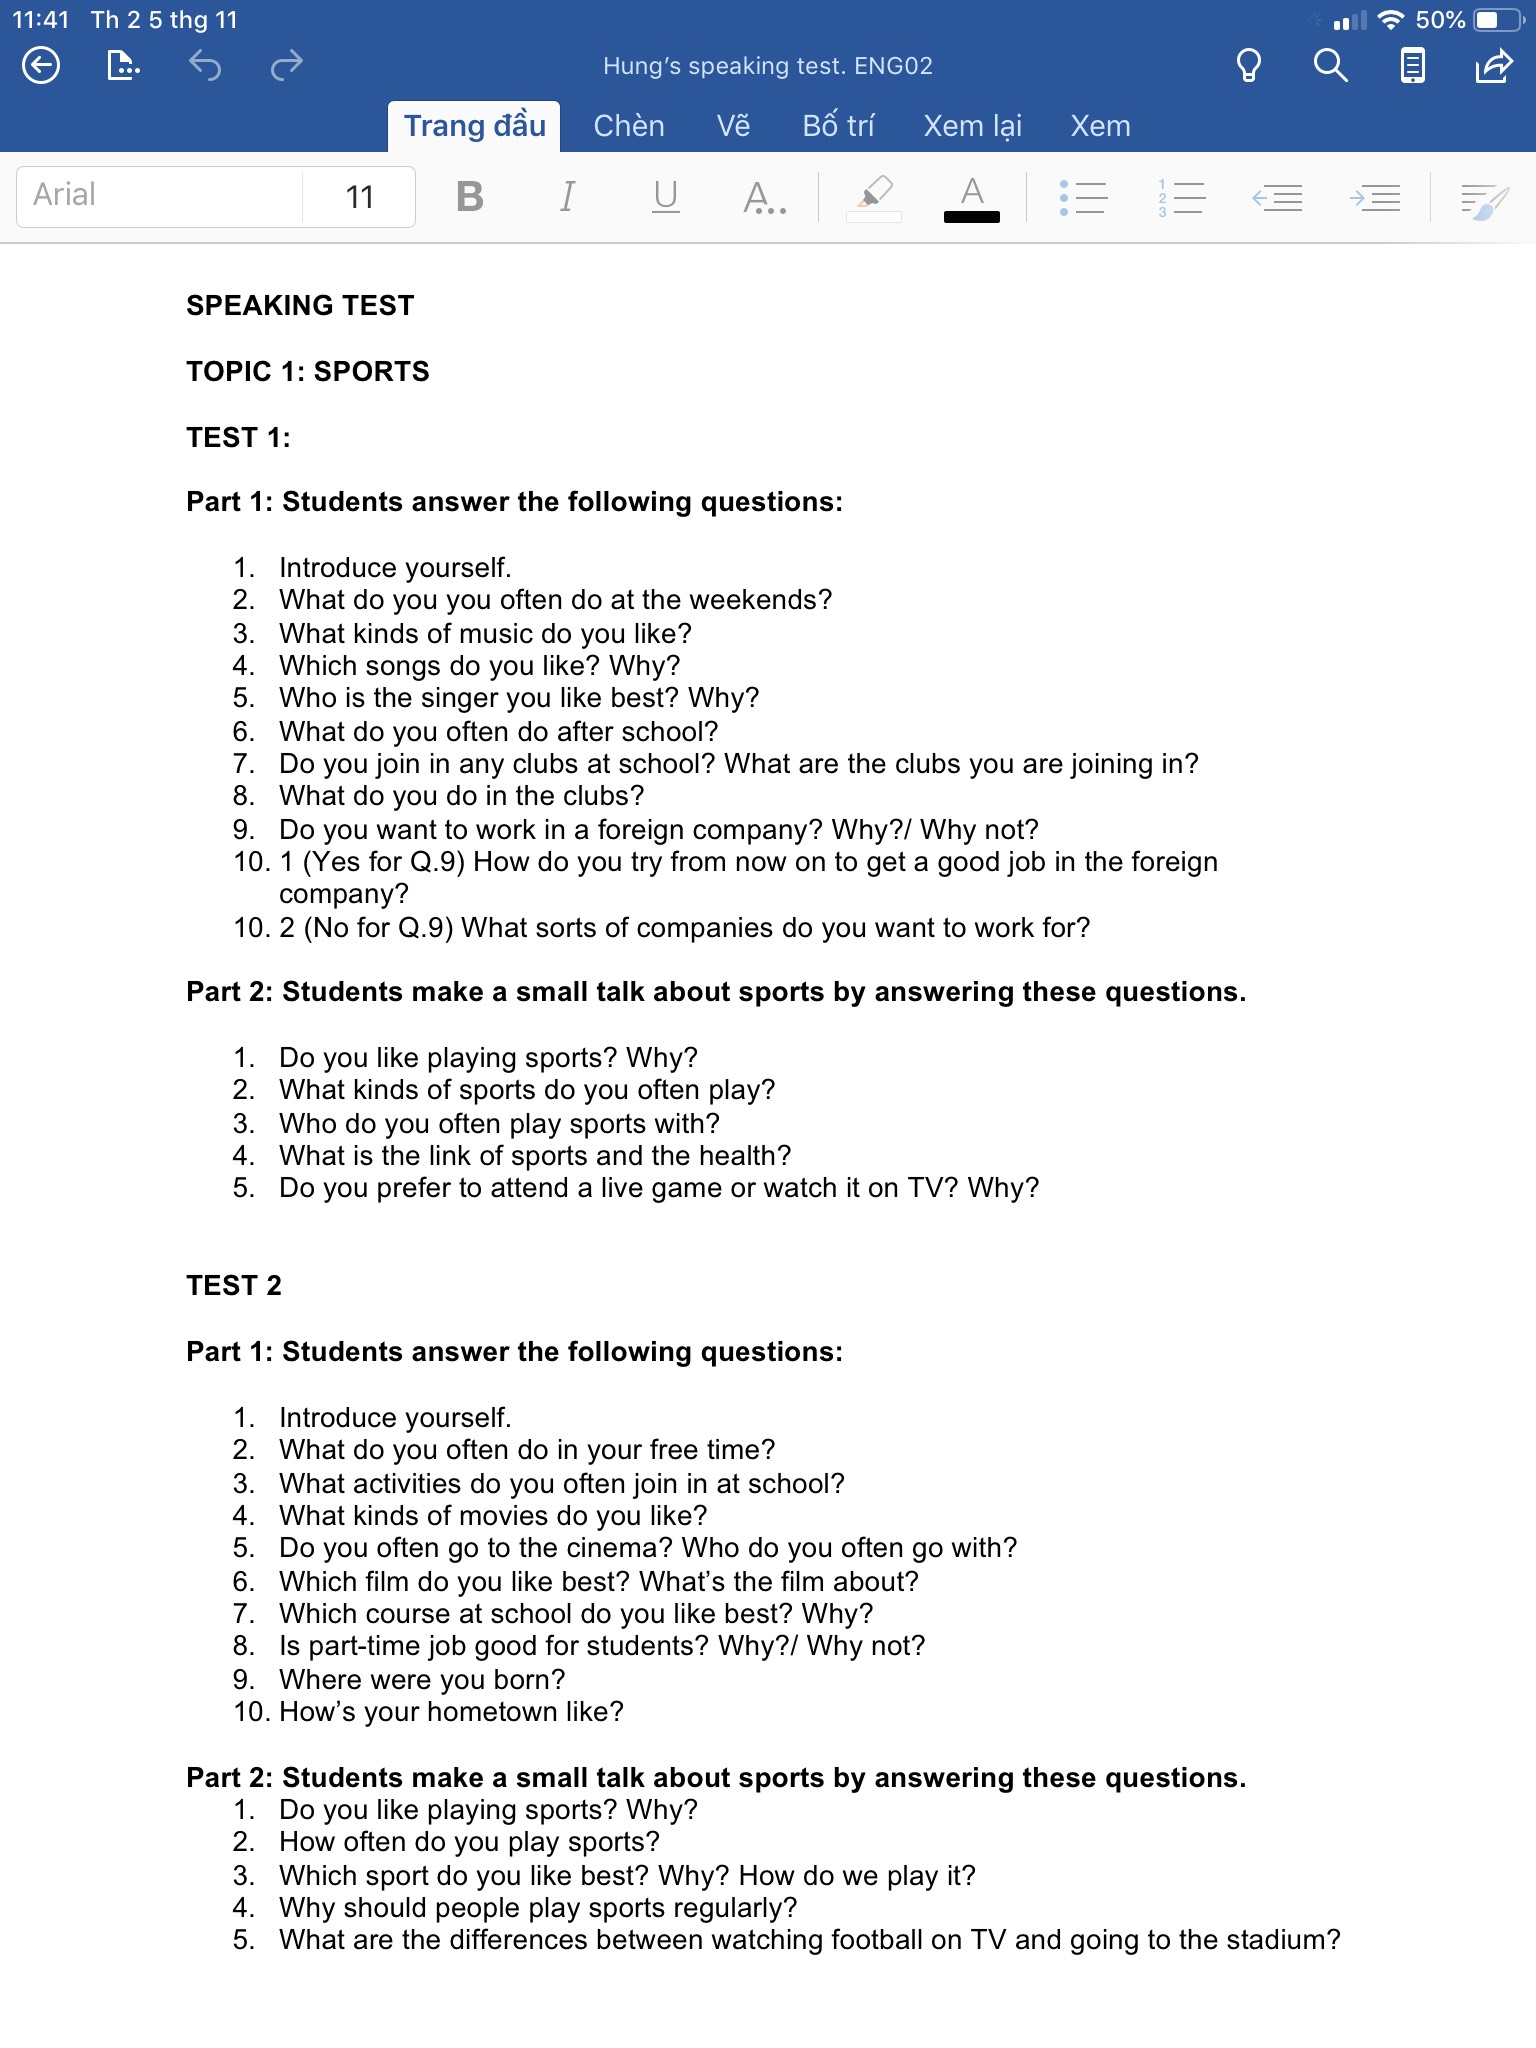 11:41 Th 2 5 thg 11
50%
Hung's speaking test. ENG02
Trang đầu Chèn Vẽ Bố trí Xem lại Xem
Arial 11 B I U A... A
SPEAKING TEST
TOPIC 1: SPORTS
TEST 1:
Part 1: Students answer the following questions:
1. Introduce yourself.
2. What do you you often do at the weekends?
3. What kinds of music do you like?
4. Which songs do you like? Why?
5. Who is the singer you like best? Why?
6. What do you often do after school?
7. Do you join in any clubs at school? What are the clubs you are joining in?
8. What do you do in the clubs?
9. Do you want to work in a foreign company? Why?/ Why not?
10. 1 (Yes for Q.9) How do you try from now on to get a good job in the foreign
company?
10. 2 (No for Q.9) What sorts of companies do you want to work for?
Part 2: Students make a small talk about sports by answering these questions.
1. Do you like playing sports? Why?
2. What kinds of sports do you often play?
3. Who do you often play sports with?
4. What is the link of sports and the health?
5. Do you prefer to attend a live game or watch it on TV? Why?
TEST 2
Part 1: Students answer the following questions:
1. Introduce yourself.
2. What do you often do in your free time?
3. What activities do you often join in at school?
4. What kinds of movies do you like?
5. Do you often go to the cinema? Who do you often go with?
6. Which film do you like best? What's the film about?
7. Which course at school do you like best? Why?
8. Is part-time job good for students? Why?/ Why not?
9. Where were you born?
10. How's your hometown like?
Part 2: Students make a small talk about sports by answering these questions.
1. Do you like playing sports? Why?
2. How often do you play sports?
3. Which sport do you like best? Why? How do we play it?
4. Why should people play sports regularly?
5. What are the differences between watching football on TV and going to the stadium?